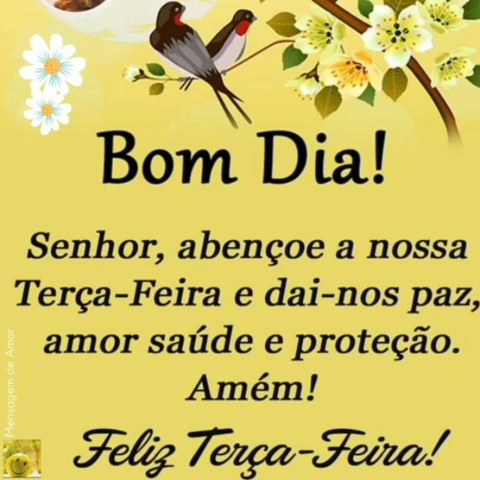 Bom Dia!
Senhor, abençoe a nossa
Terça-Feira e dai-nos paz,
amor saúde e proteção.
Amém!
Feliz Terça-Feira!
Mensagem de Amor